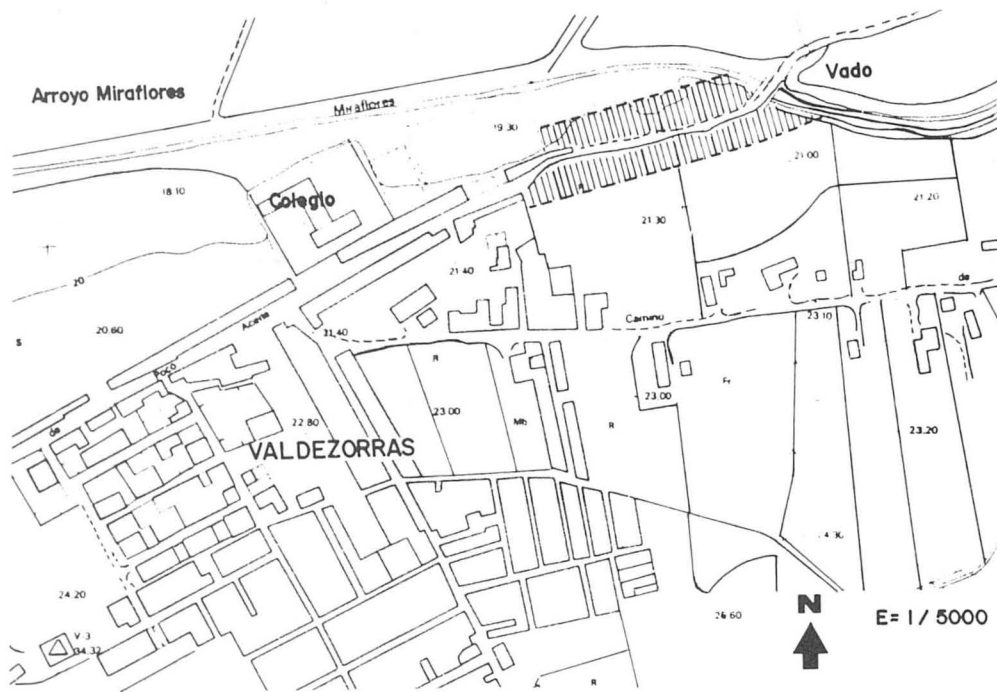 Vado
Arroyo Miraflores
Miraflores
19.30
21.00
18.10
Colegio
R
21.20
21.30
21.40
de
20
Camino
23.10
20.60
Acera
21.40
S
R
Poco
Fr
23.00
23.00
22.80
Mb
R
de
23.20
VALDEZORRAS
24.30
24.20
N
E= 1 / 5000
26.60
V-3
34.32
R